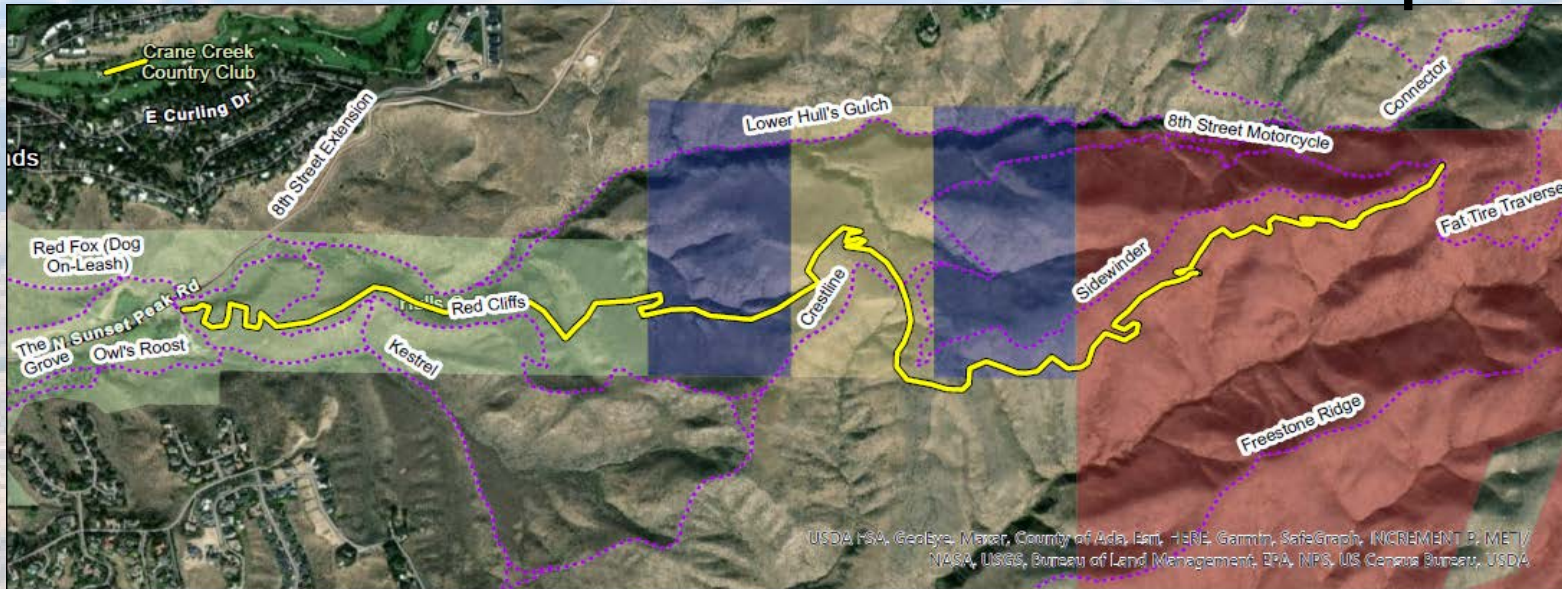 Crane Creek
Country Club
E Curling Dr
nds
8th Street Extension
Lower Hull's Gulch
Connector
8th Street Motorcycle
Fat Tire Traverse
Red Fox (Dog
On-Leash)
N Sunset Peak Rd
The
Grove
Owl's Roost
Red Cliffs
Kestrel
Crestline
Sidewinder
Freestone Ridge
USDA FSA, GeoEye, Maxar, County of Ada, Esri, HERE, Garmin, SafeGraph, INCREMENT P, METI/
NASA, USGS, Bureau of Land Management, EPA, NPS, US Census Bureau, USDA